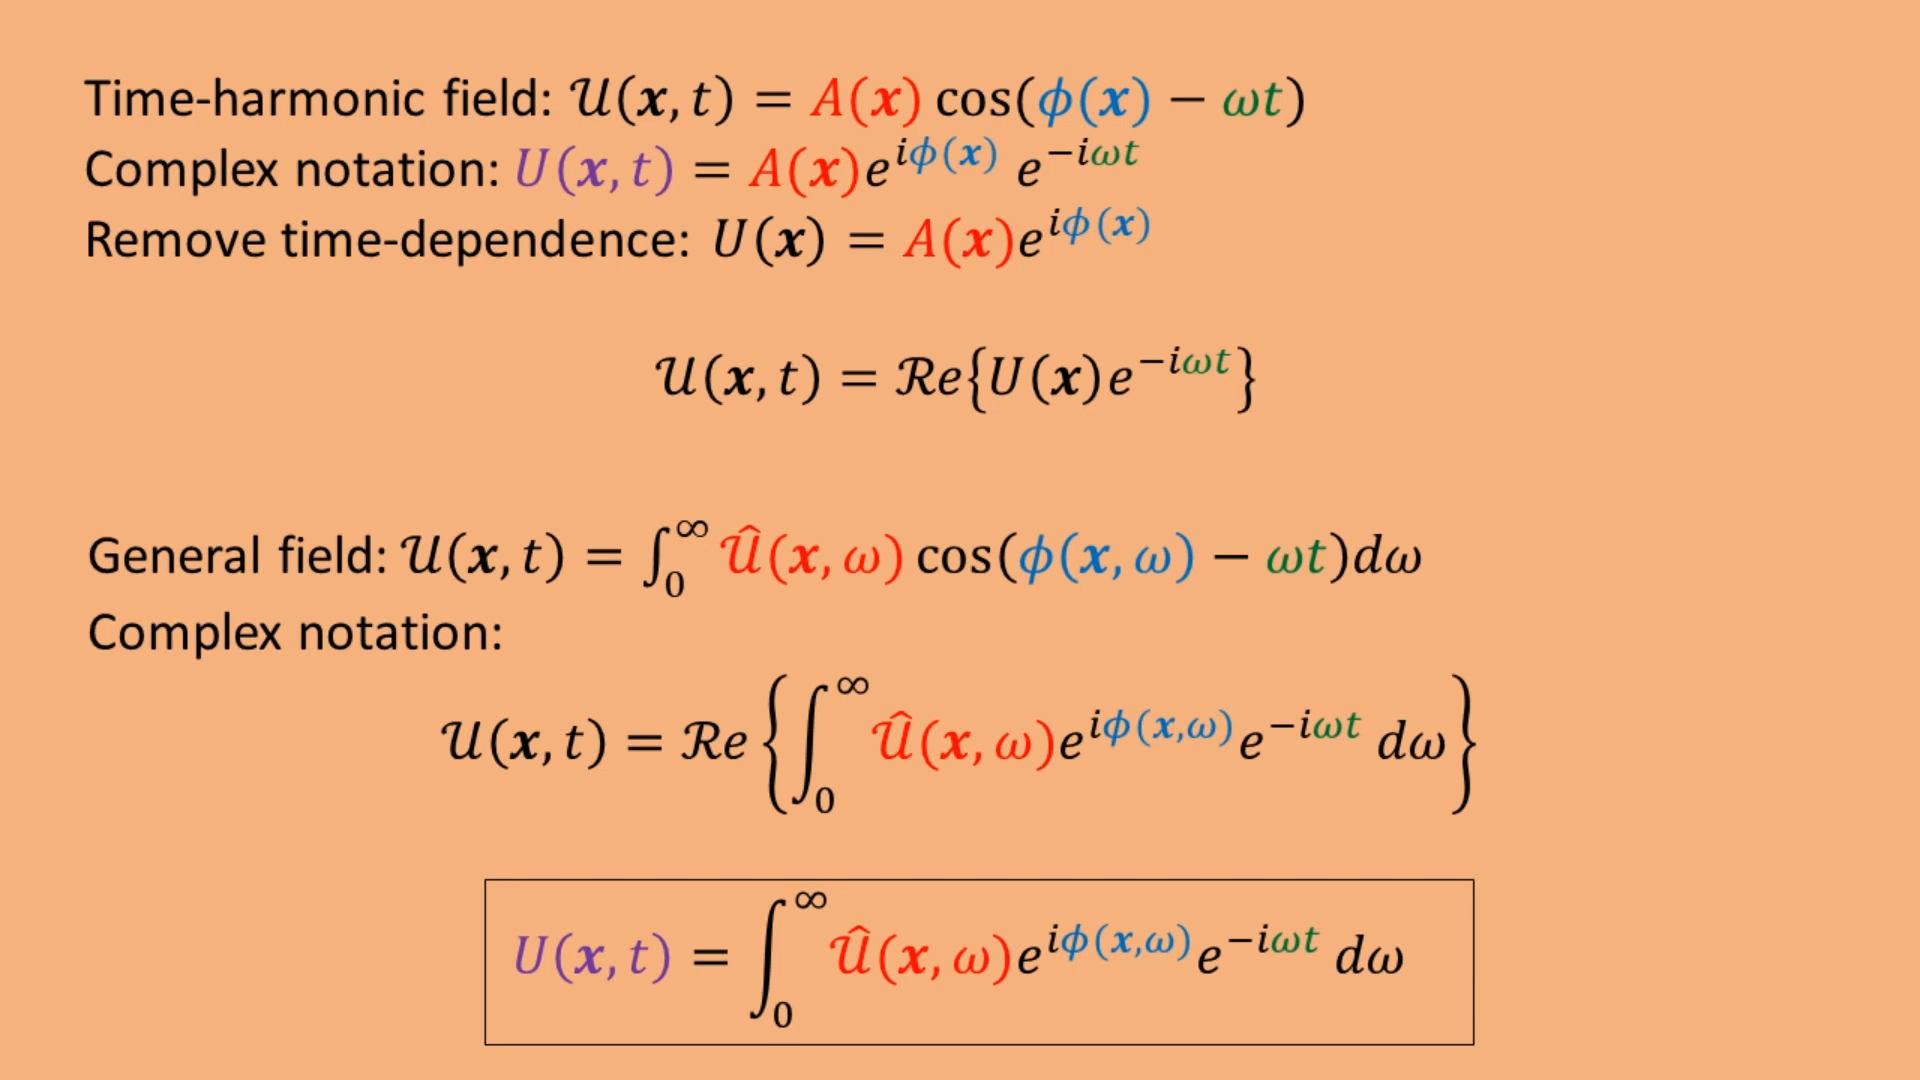 Time-harmonic field: 𝒰(𝒙, t) = A(𝒙) cos(ϕ(𝒙) − ωt)
Complex notation: U(𝒙, t) = A(𝒙)e^{iϕ(𝒙)} e^{−iωt}
Remove time-dependence: U(𝒙) = A(𝒙)e^{iϕ(𝒙)}
𝒰(𝒙, t) = ℛe{U(𝒙)e^{−iωt}}
General field: 𝒰(𝒙, t) = ∫_0^∞ 𝒰̂(𝒙, ω) cos(ϕ(𝒙, ω) − ωt)dω
Complex notation:
𝒰(𝒙, t) = ℛe{∫_0^∞ 𝒰̂(𝒙, ω)e^{iϕ(𝒙,ω)}e^{−iωt} dω}
U(𝒙, t) = ∫_0^∞ 𝒰̂(𝒙, ω)e^{iϕ(𝒙,ω)}e^{−iωt} dω